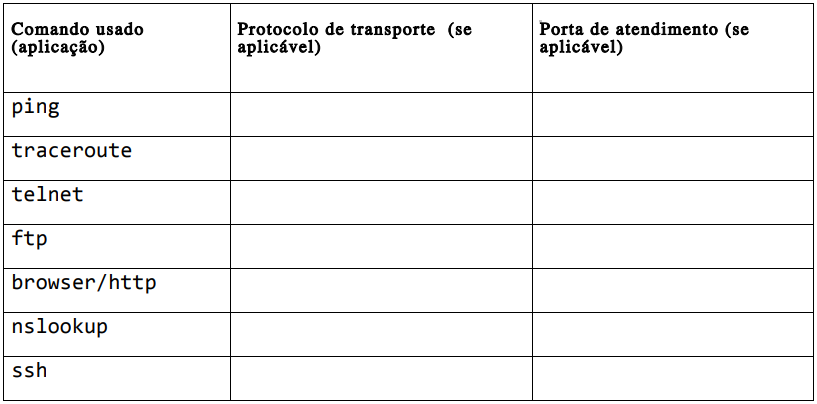 Comando usado
(aplicação)
Protocolo de transporte (se
aplicável)
Porta de atendimento (se
aplicável)
ping
traceroute
telnet
ftp
browser/http
nslookup
ssh